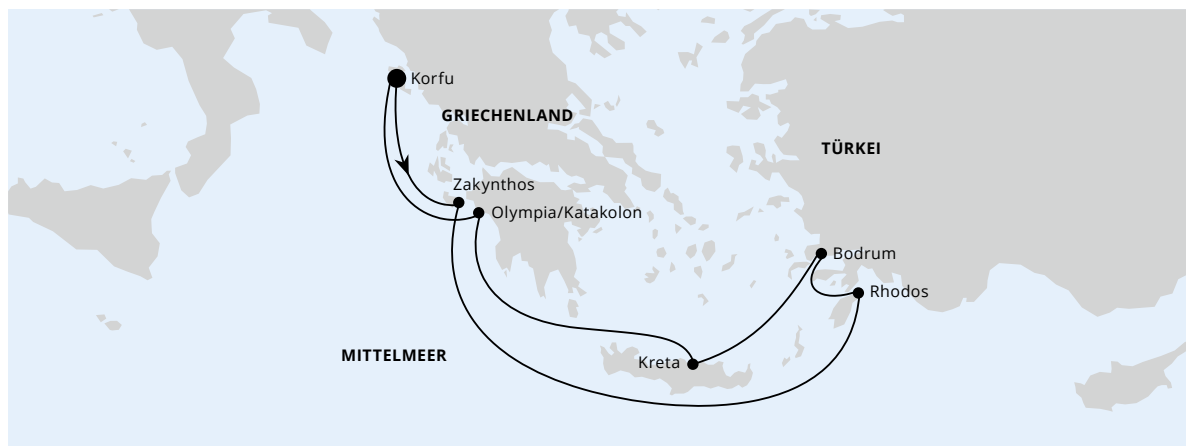 Korfu
GRIECHENLAND
TÜRKEI
Zakynthos
Olympia/Katakolon
Bodrum
Rhodos
MITTELMEER
Kreta